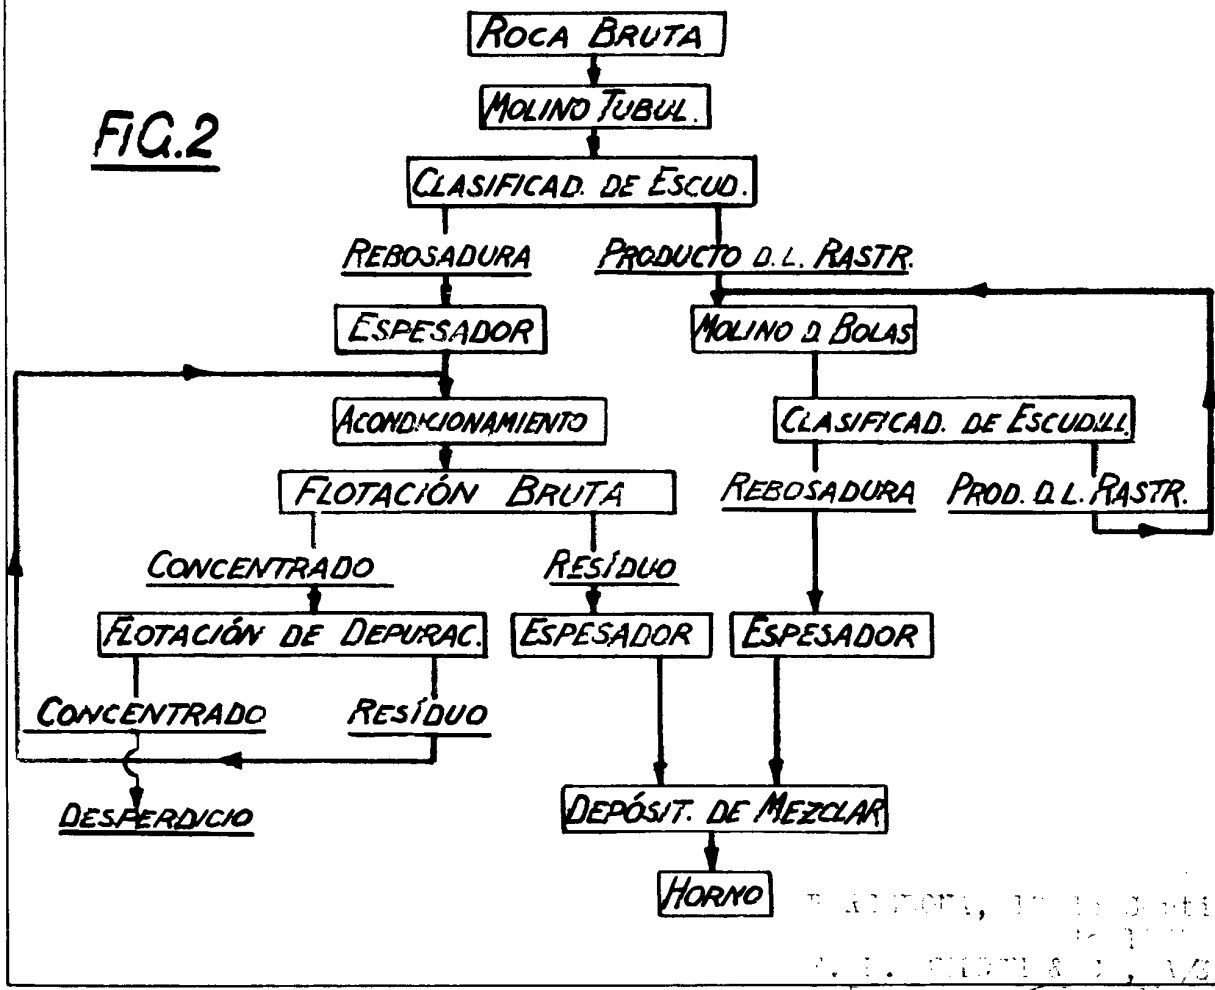 ROCA BRUTA
MOLINO TUBUL.
FIG.2
CLASIFICAD. DE ESCUD.
REBOSADURA
PRODUCTO D.L. RASTR.
ESPESADOR
MOLINO D BOLAS
ACONDICIONAMIENTO
CLASIFICAD. DE ESCUDILL.
FLOTACIÓN BRUTA
REBOSADURA
PROD. D.L. RASTR.
CONCENTRADO
RESÍDUO
FLOTACIÓN DE DEPURAC.
ESPESADOR
ESPESADOR
CONCENTRADO
RESÍDUO
DESPERDICIO
DEPÓSIT. DE MEZCLAR
HORNO